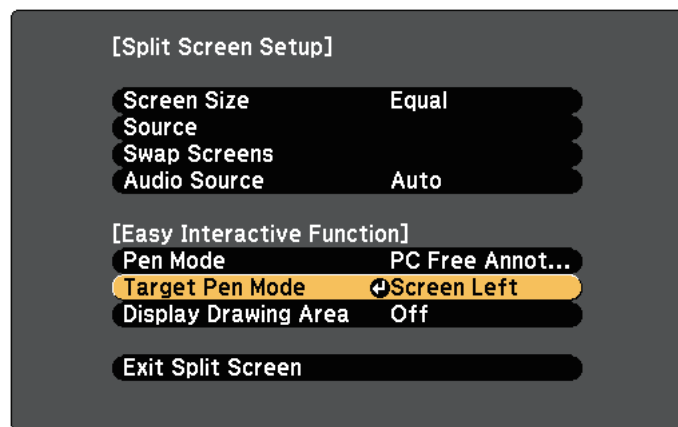 [Split Screen Setup]
Screen Size Equal
Source
Swap Screens
Audio Source Auto
[Easy Interactive Function]
Pen Mode PC Free Annot...
Target Pen Mode Screen Left
Display Drawing Area Off
Exit Split Screen